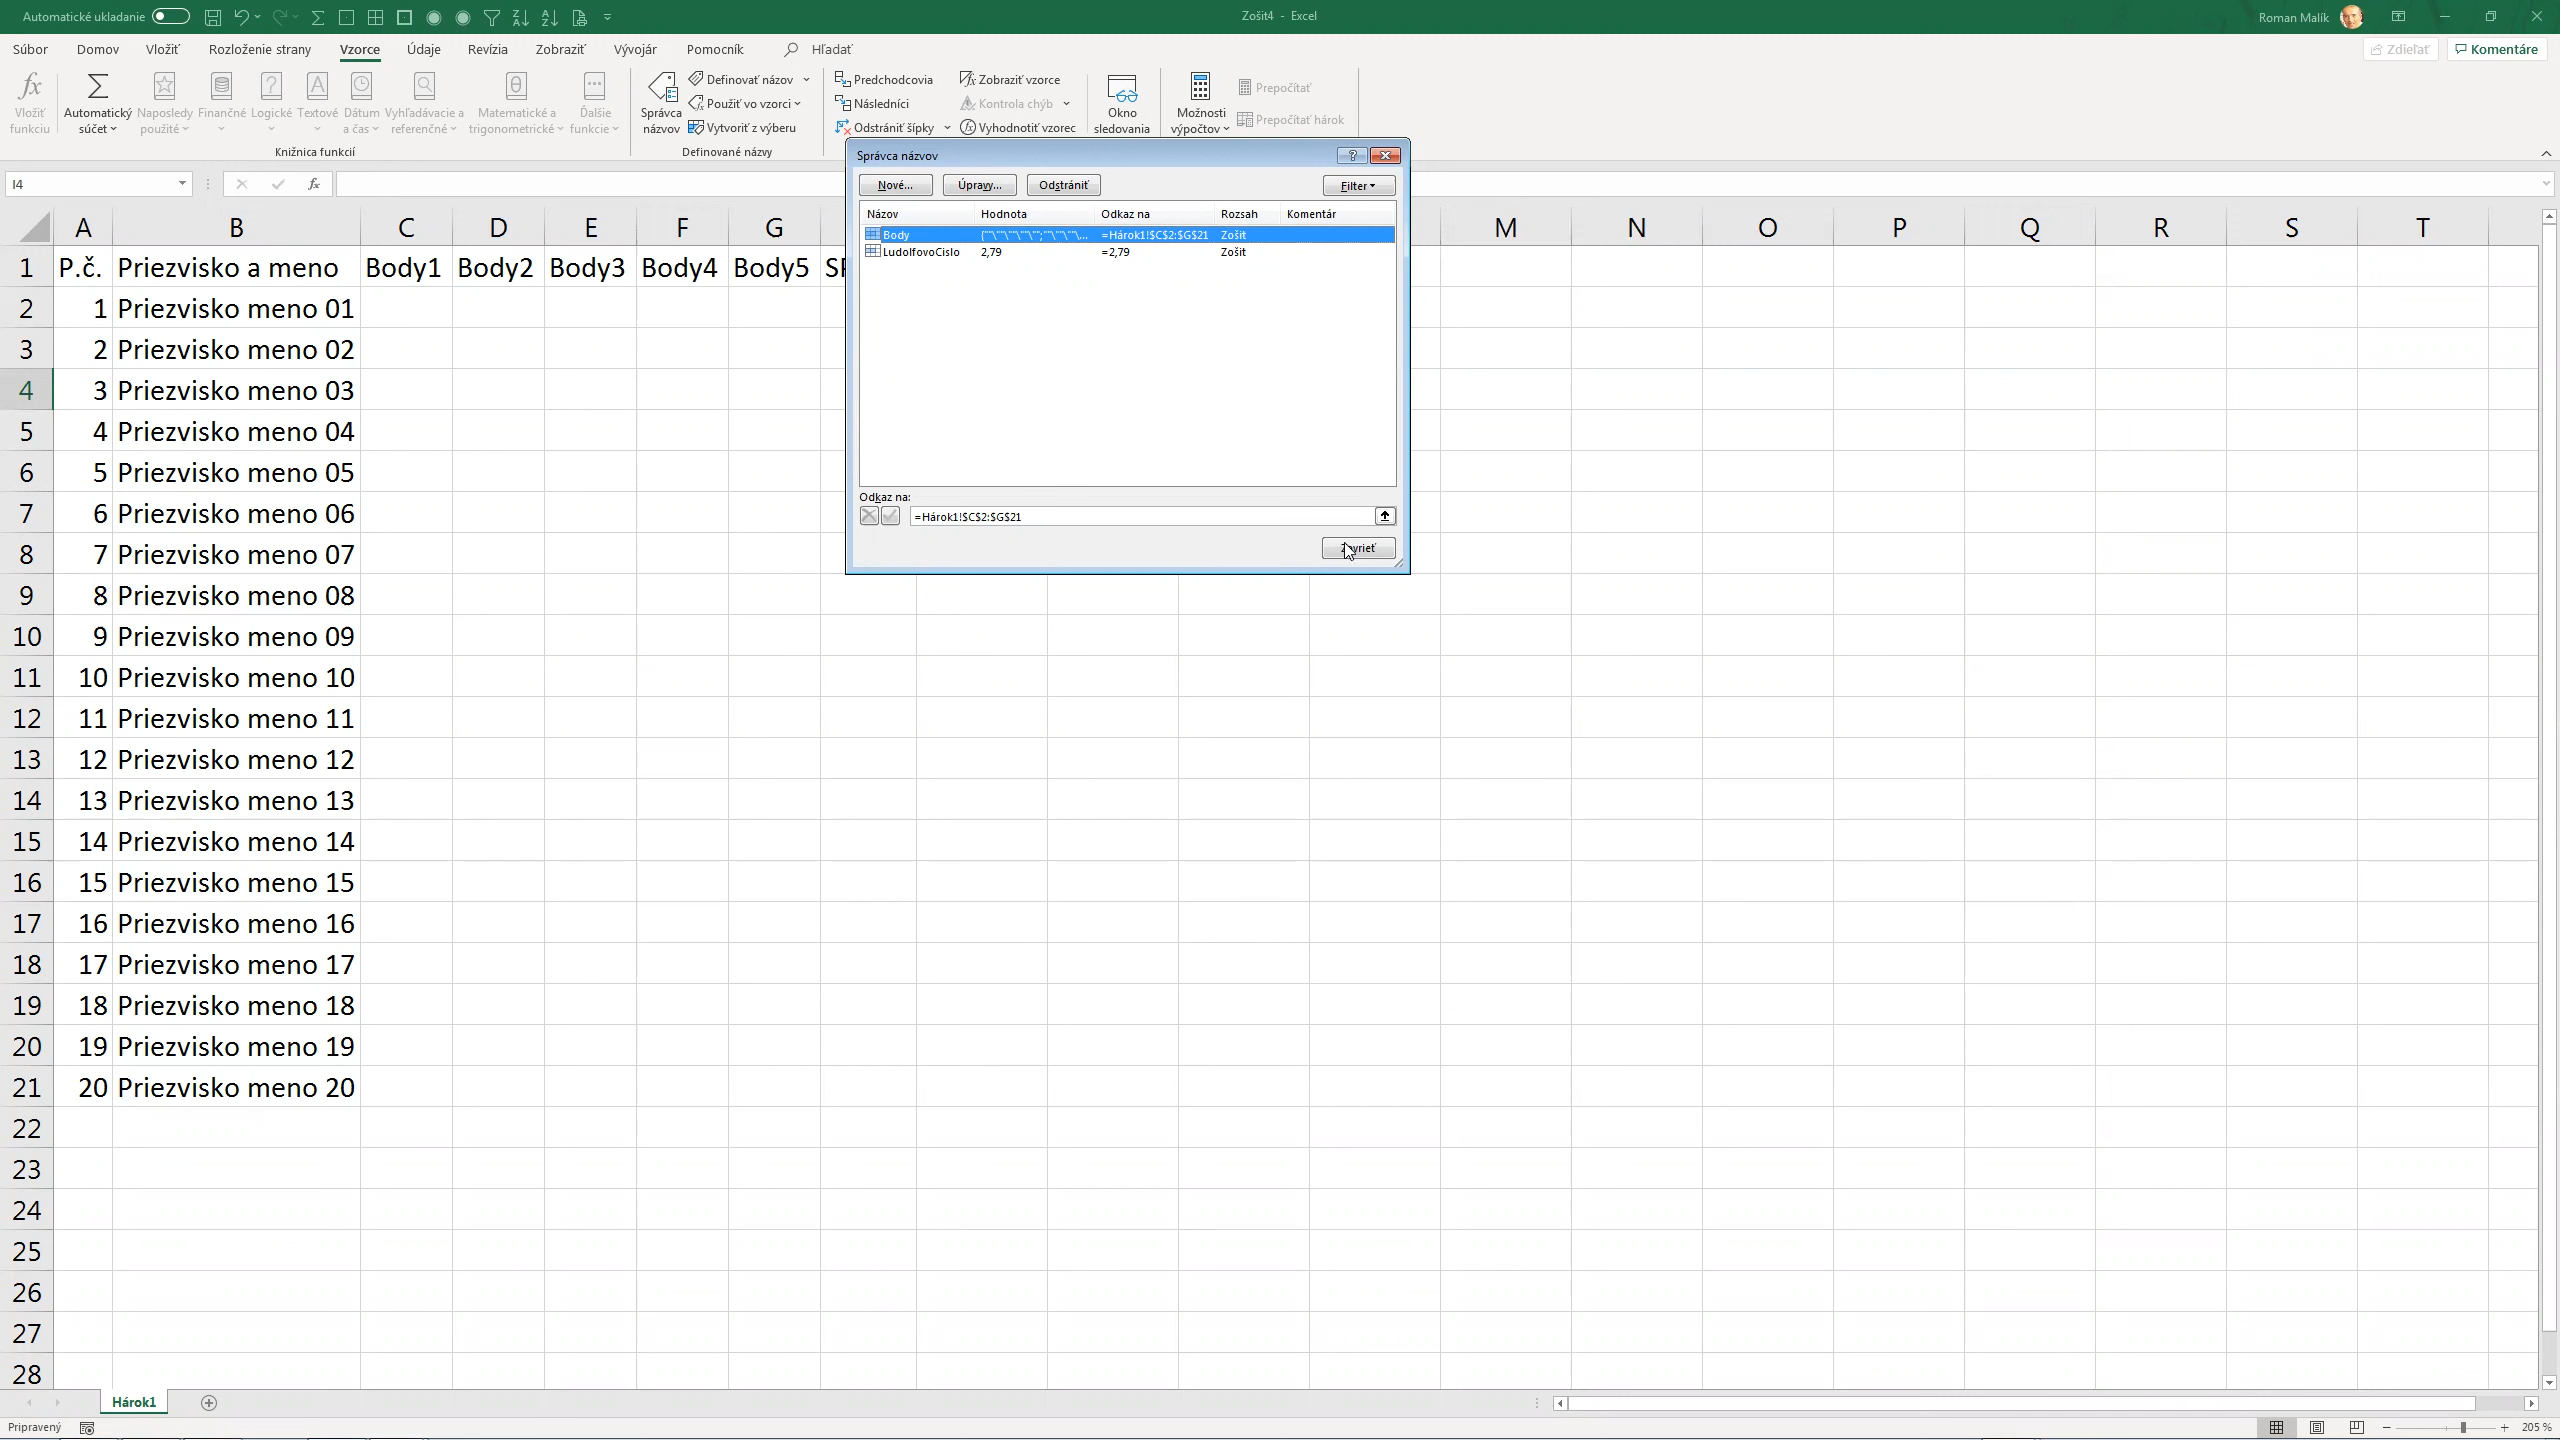 Automatické ukladanie
Zošit4 - Excel
Roman Malík
Súbor Domov Vložiť Rozloženie strany Vzorce Údaje Revízia Zobraziť Vývojár Pomocník Hľadať
Zdieľať Komentáre
Vložiť funkciu
Automatický súčet
Naposledy použité
Finančné
Logické
Textové
Dátum a čas
Vyhľadávacie a referenčné
Matematické a trigonometrické
Ďalšie funkcie
Knižnica funkcií
Správca názvov
Definovať názov
Použiť vo vzorci
Vytvoriť z výberu
Definované názvy
Predchodcovia
Následníci
Odstrániť šípky
Zobraziť vzorce
Kontrola chýb
Vyhodnotiť vzorec
Okno sledovania
Možnosti výpočtov
Prepočítať
Prepočítať hárok
I4
fx
Správca názvov
Nové... Úpravy... Odstrániť Filter
Názov Hodnota Odkaz na Rozsah Komentár
Body {""\""\""\""\"";""\""\""\... =Hárok1!$C$2:$G$21 Zošit
LudolfovoCislo 2,79 =2,79 Zošit
Odkaz na:
=Hárok1!$C$2:$G$21
A B C D E F G M N O P Q R S T
1 P.č. Priezvisko a meno Body1 Body2 Body3 Body4 Body5
2 1 Priezvisko meno 01
3 2 Priezvisko meno 02
4 3 Priezvisko meno 03
5 4 Priezvisko meno 04
6 5 Priezvisko meno 05
7 6 Priezvisko meno 06
8 7 Priezvisko meno 07
9 8 Priezvisko meno 08
10 9 Priezvisko meno 09
11 10 Priezvisko meno 10
12 11 Priezvisko meno 11
13 12 Priezvisko meno 12
14 13 Priezvisko meno 13
15 14 Priezvisko meno 14
16 15 Priezvisko meno 15
17 16 Priezvisko meno 16
18 17 Priezvisko meno 17
19 18 Priezvisko meno 18
20 19 Priezvisko meno 19
21 20 Priezvisko meno 20
22
23
24
25
26
27
28
Hárok1
Pripravený
205 %